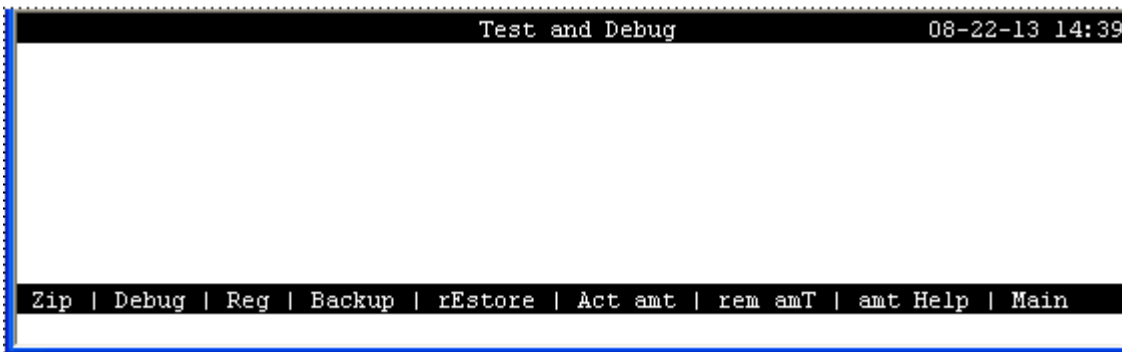 Test and Debug 08-22-13 14:39
Zip | Debug | Reg | Backup | rEstore | Act amt | rem amT | amt Help | Main